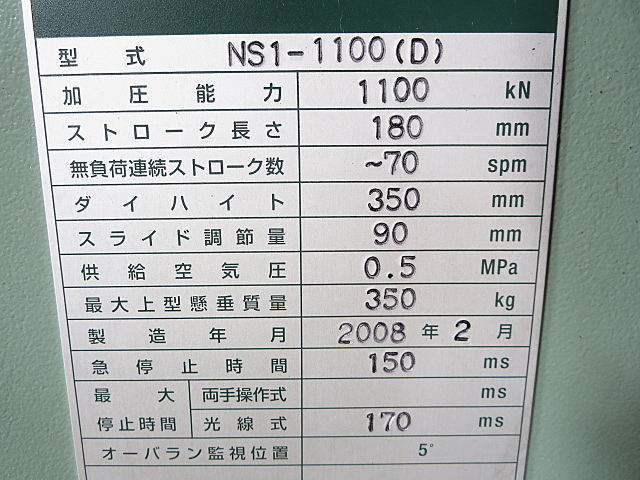 型式 NS1-1100(D)
加圧能力 1100 kN
ストローク長さ 180 mm
無負荷連続ストローク数 ~70 spm
ダイハイト 350 mm
スライド調節量 90 mm
供給空気圧 0.5 MPa
最大上型懸垂質量 350 kg
製造年月 2008年2月
急停止時間 150 ms
最大 両手操作式 ms
停止時間 光線式 170 ms
オーバラン監視位置 5°